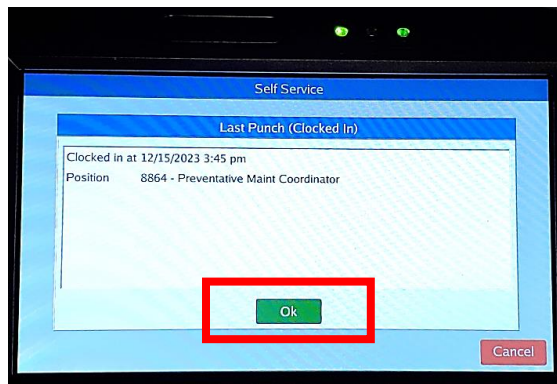 Self Service
Last Punch (Clocked In)
Clocked in at 12/15/2023 3:45 pm
Position 8864 - Preventative Maint Coordinator
Ok
Cancel